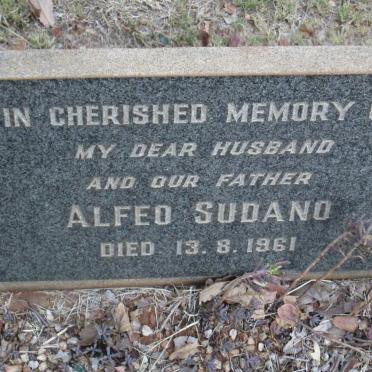 IN CHERISHED MEMORY
MY DEAR HUSBAND
AND OUR FATHER
ALFEO SUDANO
DIED 13. 8. 1961